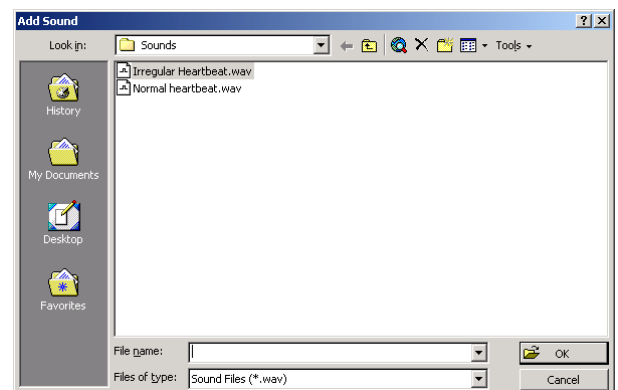 Add Sound
Look in: Sounds Tools
Irregular Heartbeat.wav
Normal heartbeat.wav
History
My Documents
Desktop
Favorites
File name: OK
Files of type: Sound Files (*.wav) Cancel